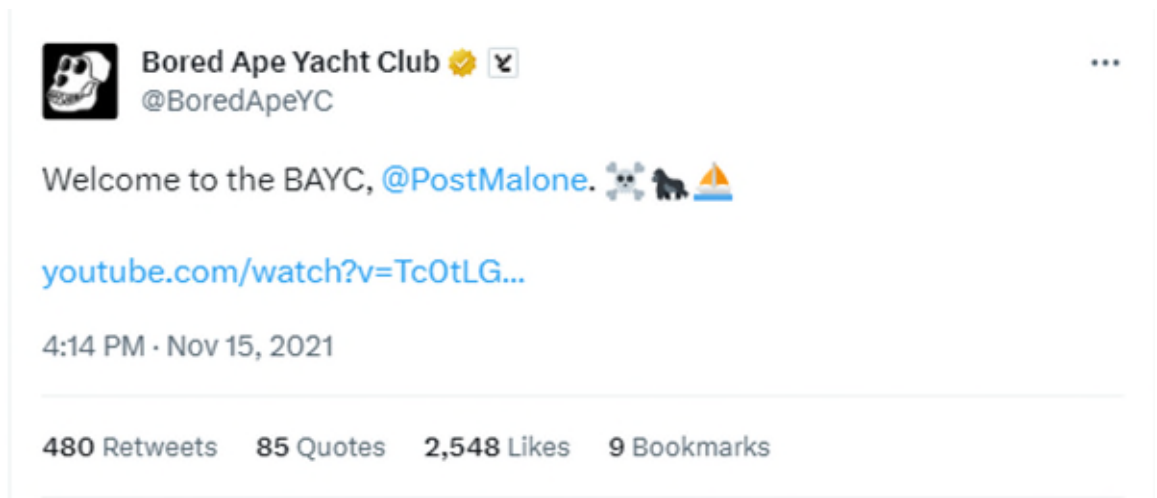 Bored Ape Yacht Club
@BoredApeYC
Welcome to the BAYC, @PostMalone. ☠️🦍⛵
youtube.com/watch?v=Tc0tLG...
4:14 PM · Nov 15, 2021
480 Retweets 85 Quotes 2,548 Likes 9 Bookmarks